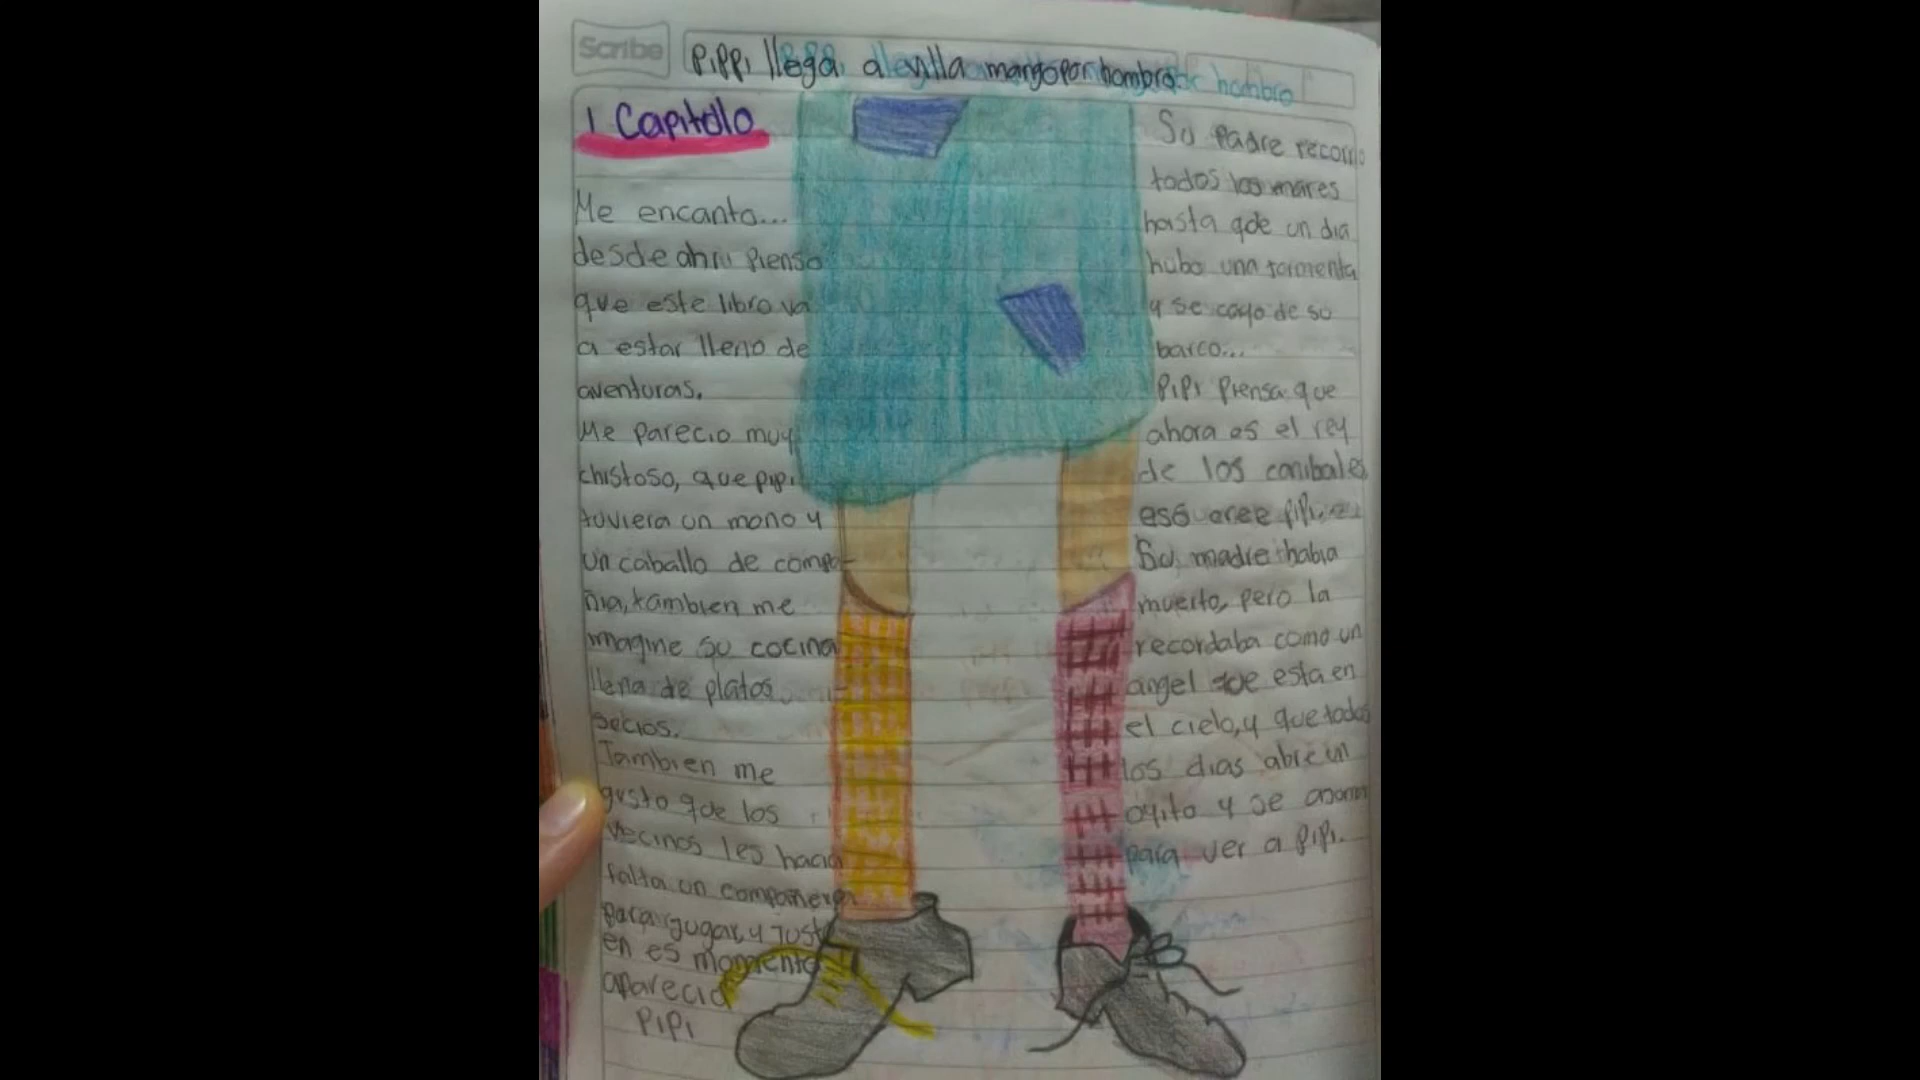 Scribe
Pippi llega a villa mangoporhombro
1 Capitulo
Me encanto...
desde ahru pienso
que este libro va
a estar lleno de
aventuras.
Me parecio muy
chistoso, que pipi
tuviera un mono y
un caballo de compa-
ñia, tambien me
imagine su cocina
llena de platos
secios.
Tambien me
gusto que los
vecinos les hacia
falta un compañero
para jugar, y just
en es momento
aparecio
PiPi
Su Padre recorrio
todos los mares
hasta que un dia
hubo una tormenta
y se cayo de su
barco...
PiPi Piensa que
ahora es el rey
de los canibales
eso cree PiPi.
Su madre habia
muerto, pero la
recordaba como un
angel que esta en
el cielo, y que todos
los dias abre un
oyito y se asoma
para ver a PiPi.